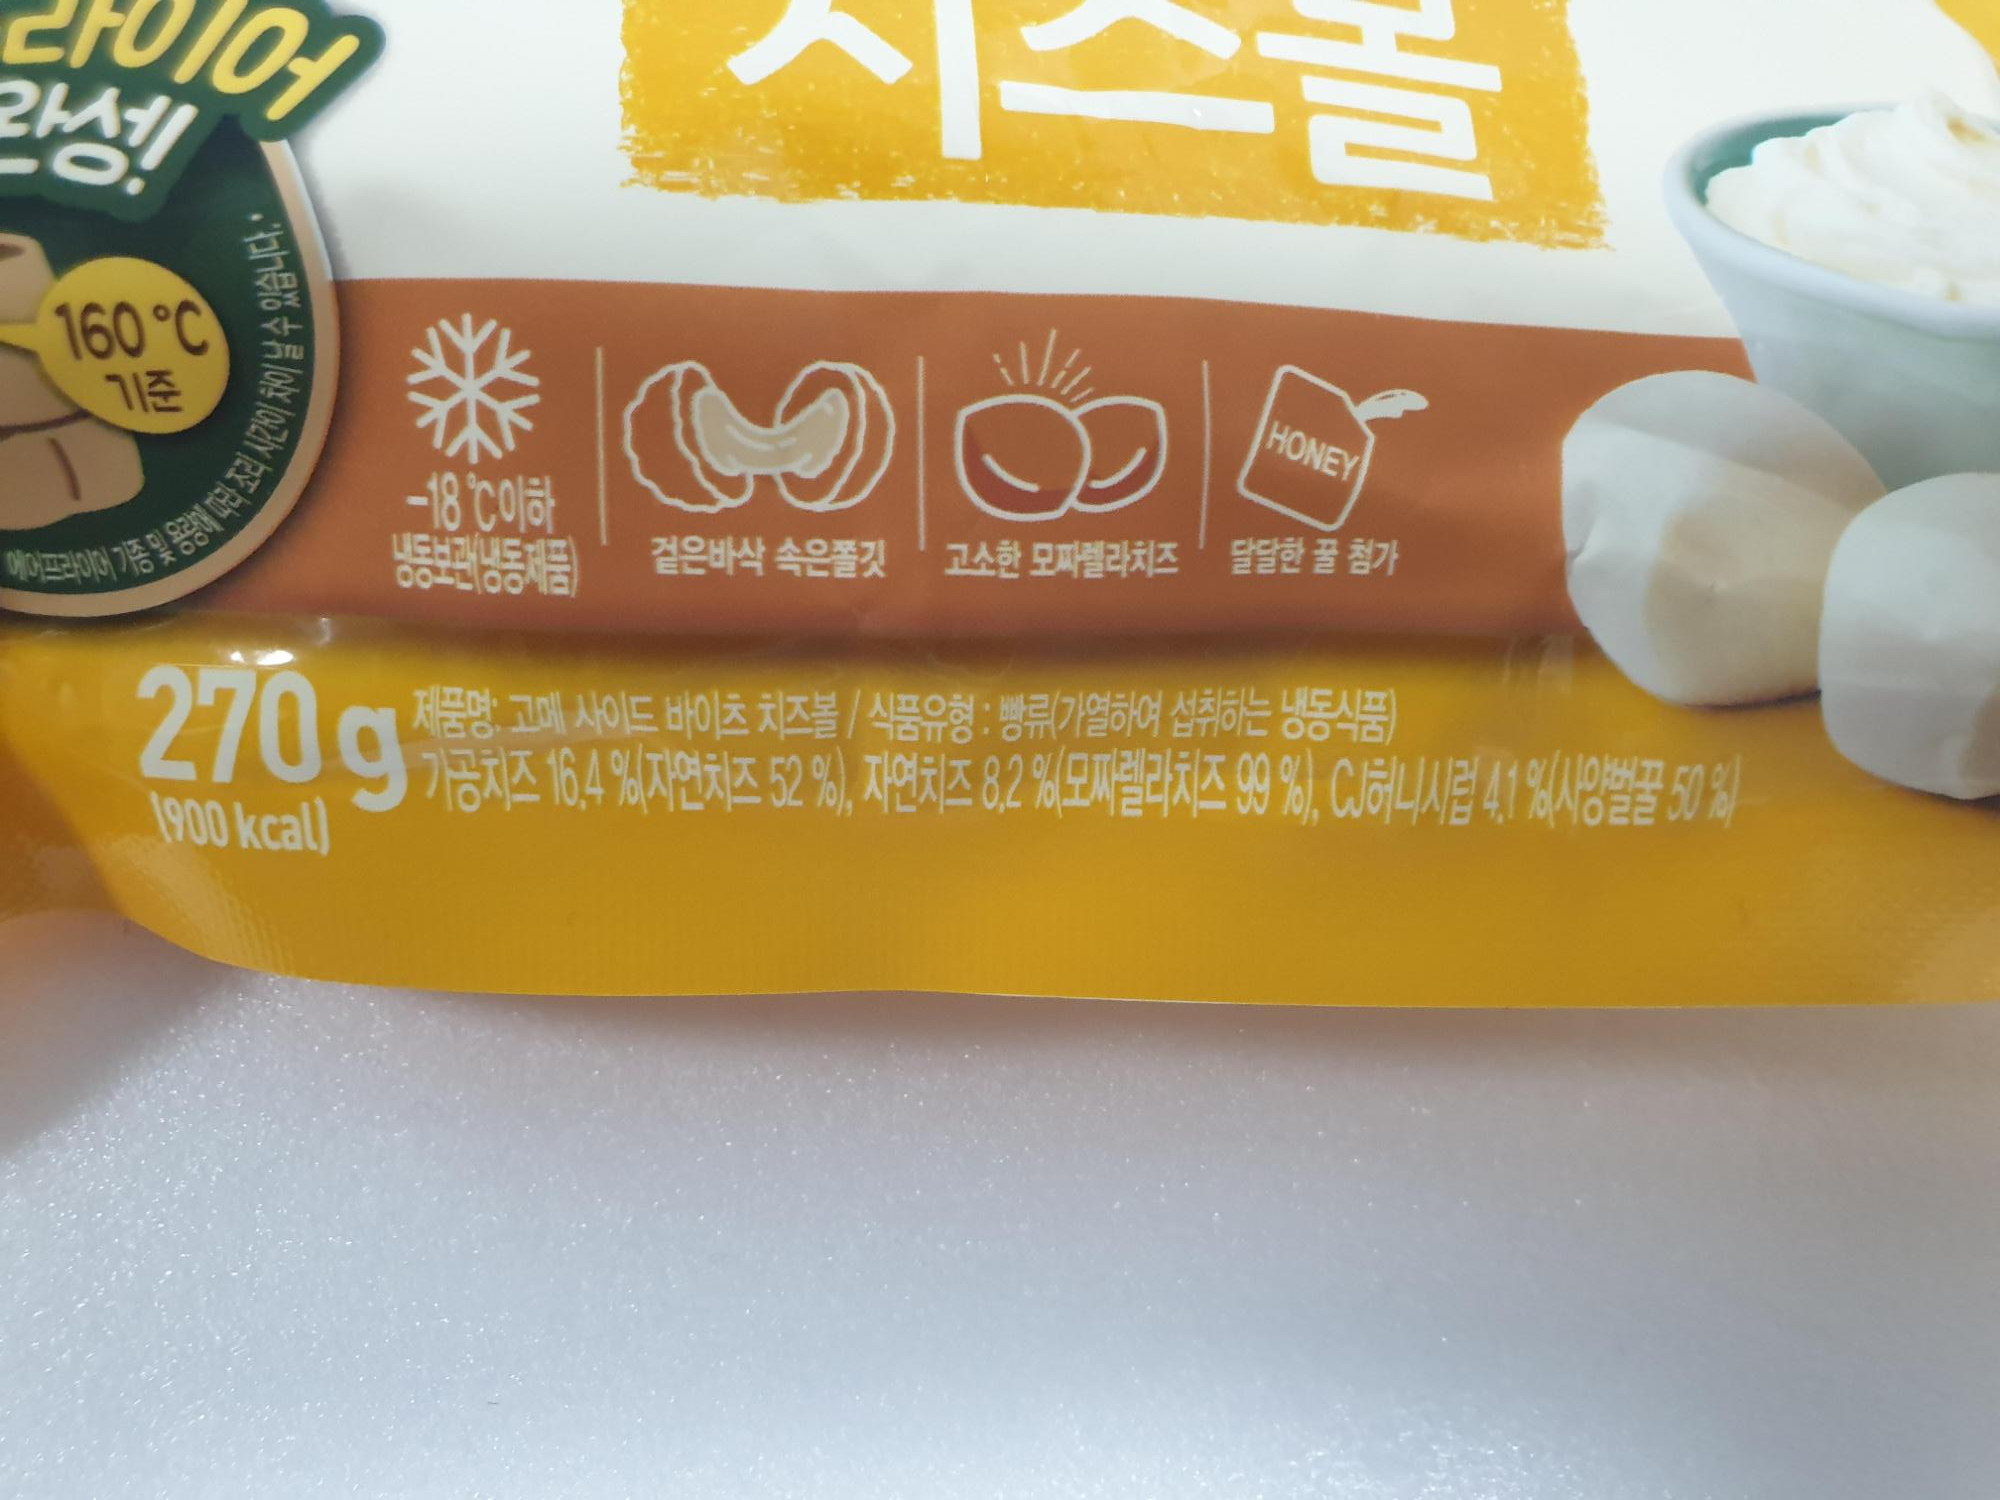 라이어
완성!
치즈볼
160 ℃
기준
에어프라이어 기종 및 용량에 따라 조리 시간이 차이 날 수 있습니다.
-18 ℃이하
냉동보관(냉동제품)
겉은바삭 속은쫄깃
고소한 모짜렐라치즈
HONEY
달달한 꿀 첨가
270 g
(900 kcal)
제품명: 고메 사이드 바이츠 치즈볼 / 식품유형 : 빵류(가열하여 섭취하는 냉동식품)
가공치즈 16.4 %(자연치즈 52 %), 자연치즈 8.2 %(모짜렐라치즈 99 %), CJ허니시럽 4.1 %(사양벌꿀 50 %)